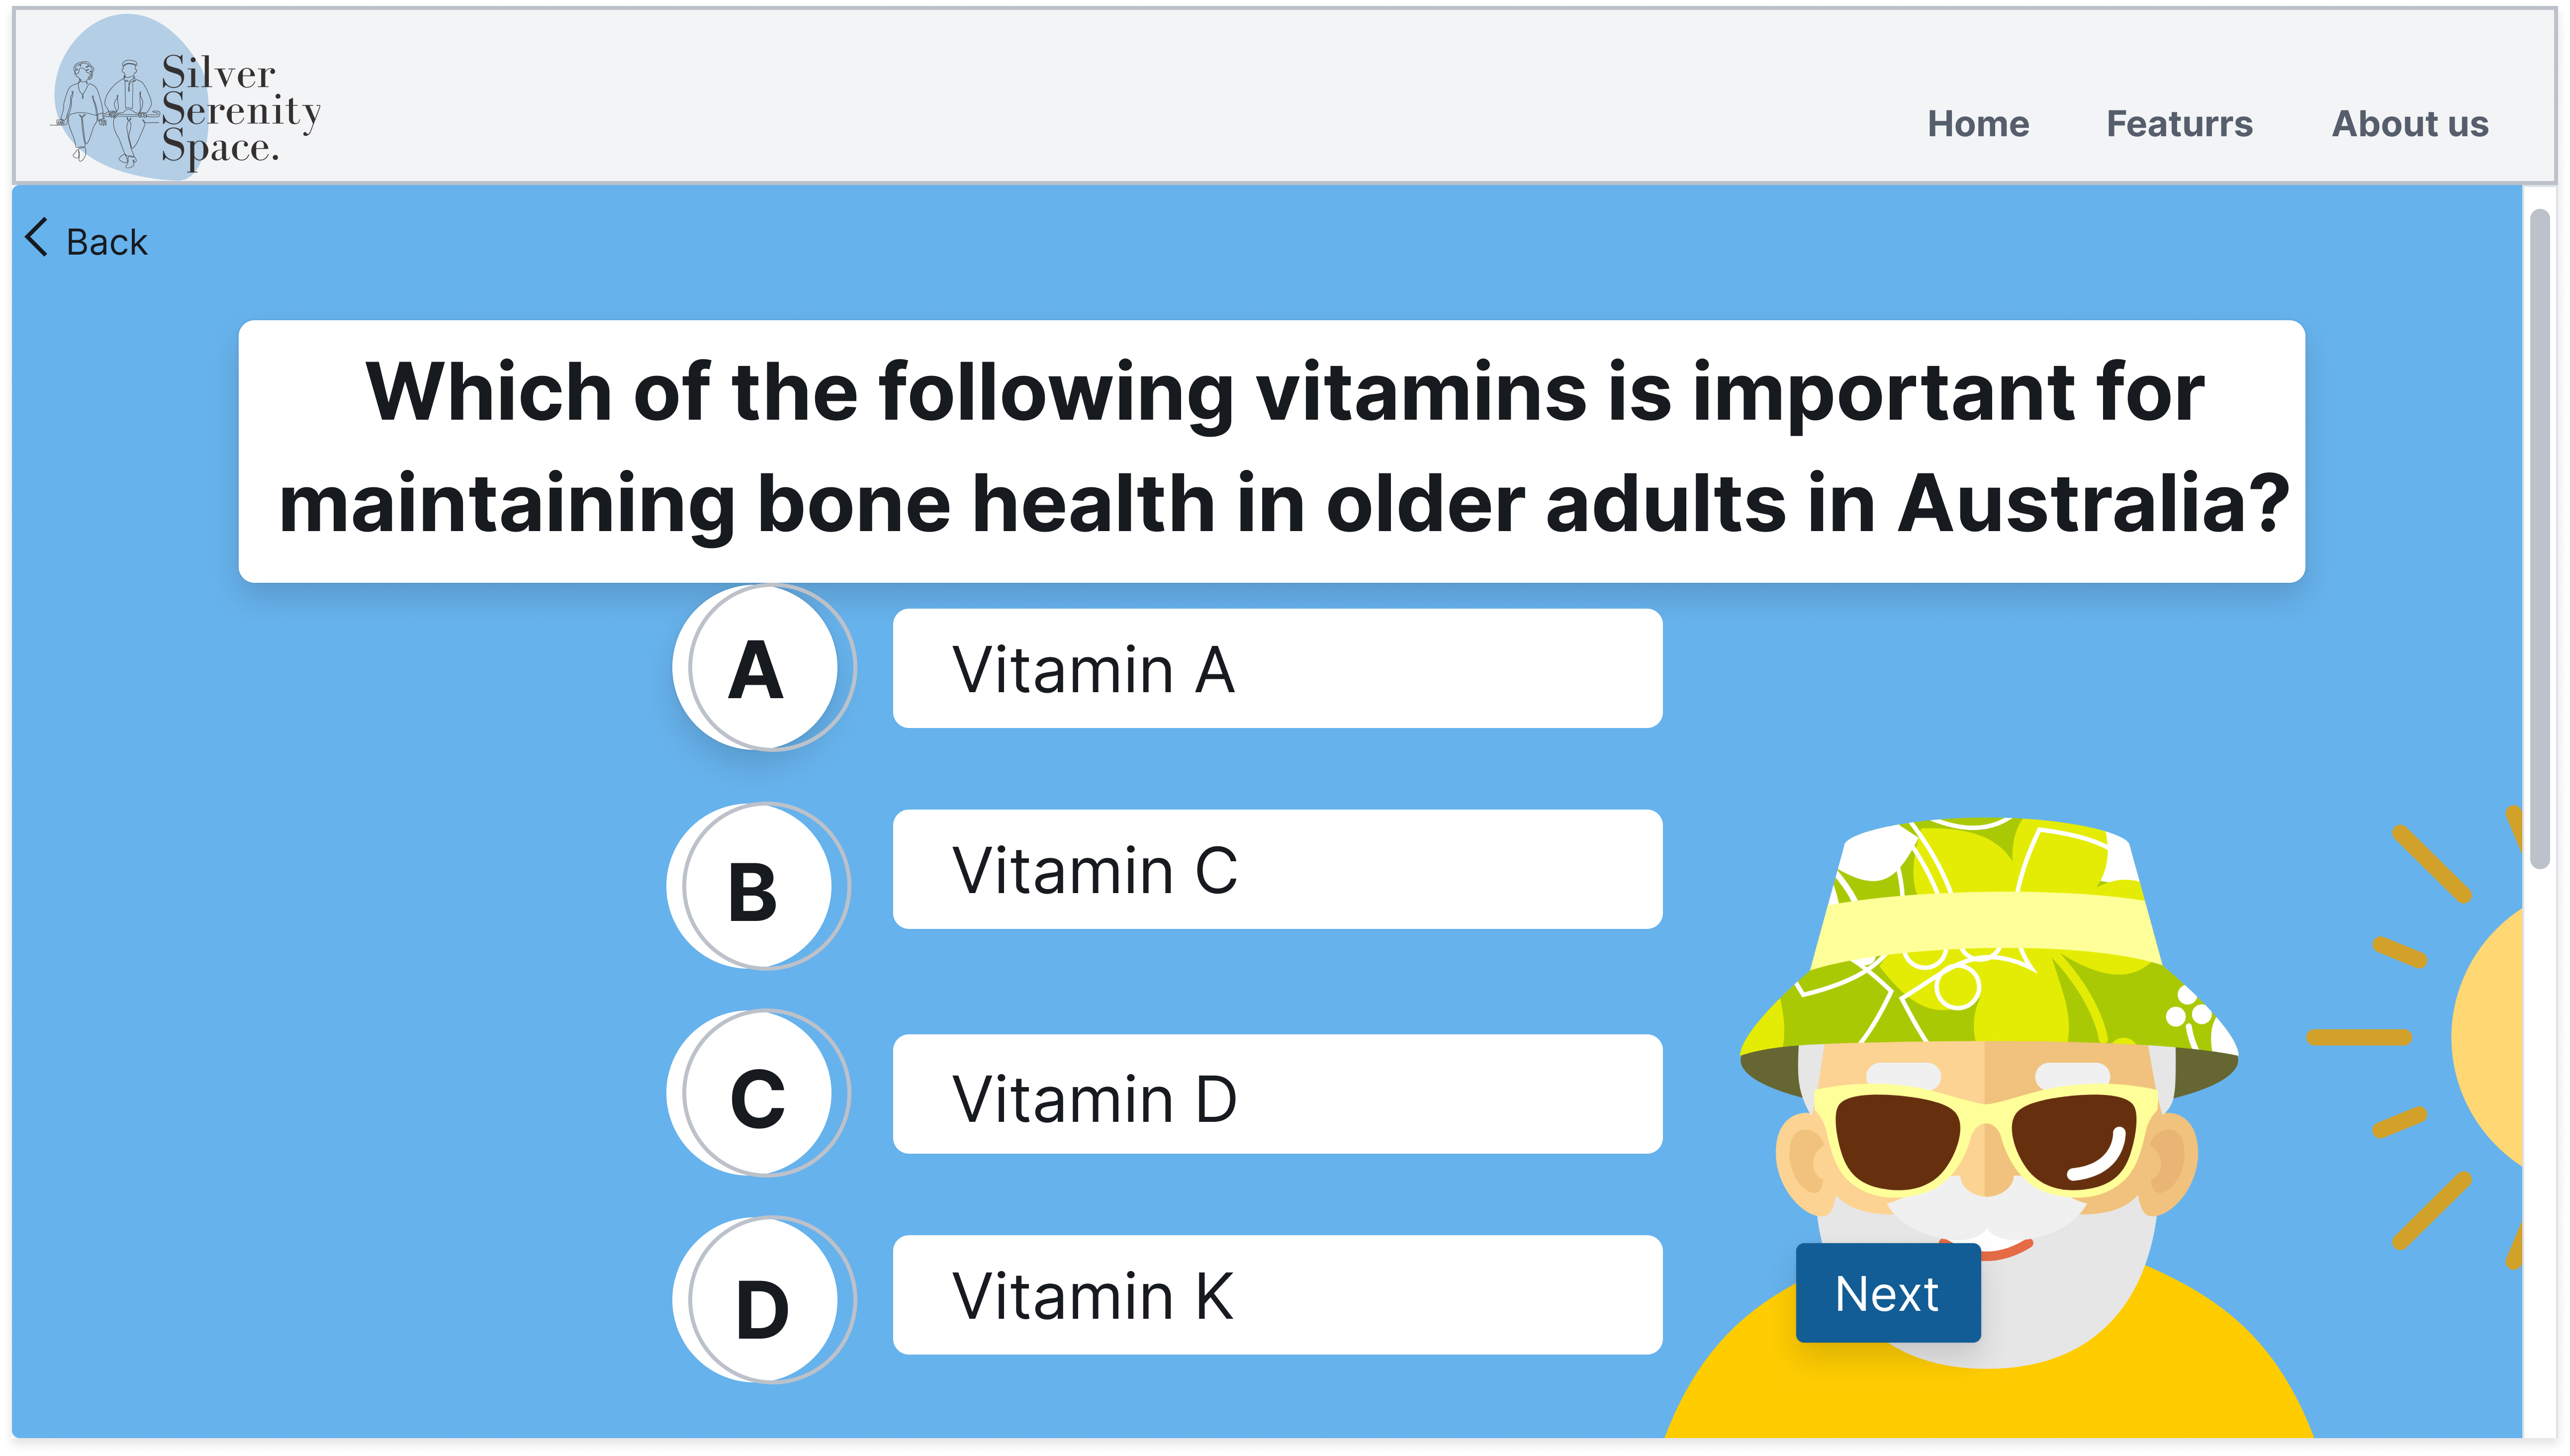 Silver
Serenity
Space.
Home Featurrs About us
Back
Which of the following vitamins is important for
maintaining bone health in older adults in Australia?
A Vitamin A
B Vitamin C
C Vitamin D
D Vitamin K
Next